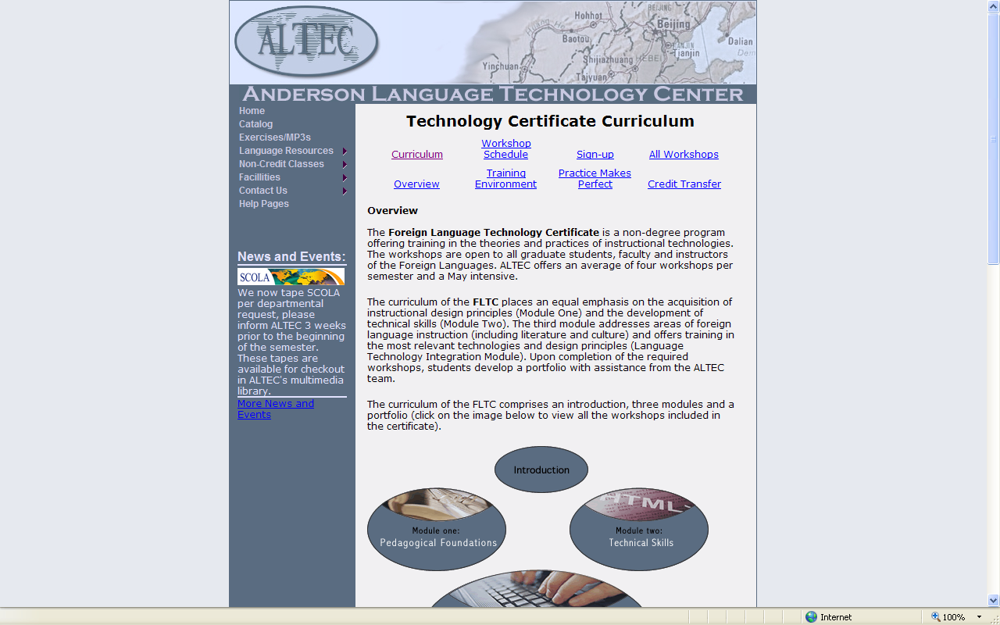 ALTEC
Hohhot
BEIJING
Beijing
Baotou
Dalian
TIANJIN
Tianjin
Shijiazhuang HEBEI
Yinchuan
Taiyuan
Anderson Language Technology Center
Home
Catalog
Exercises/MP3s
Language Resources
Non-Credit Classes
Facillities
Contact Us
Help Pages
News and Events:
SCOLA
We now tape SCOLA
per departmental
request, please
inform ALTEC 3 weeks
prior to the beginning
of the semester.
These tapes are
available for checkout
in ALTEC's multimedia
library.
More News and
Events
Technology Certificate Curriculum
Curriculum
Workshop
Schedule
Sign-up
All Workshops
Overview
Training
Environment
Practice Makes
Perfect
Credit Transfer
Overview
The Foreign Language Technology Certificate is a non-degree program
offering training in the theories and practices of instructional technologies.
The workshops are open to all graduate students, faculty and instructors
of the Foreign Languages. ALTEC offers an average of four workshops per
semester and a May intensive.
The curriculum of the FLTC places an equal emphasis on the acquisition of
instructional design principles (Module One) and the development of
technical skills (Module Two). The third module addresses areas of foreign
language instruction (including literature and culture) and offers training in
the most relevant technologies and design principles (Language
Technology Integration Module). Upon completion of the required
workshops, students develop a portfolio with assistance from the ALTEC
team.
The curriculum of the FLTC comprises an introduction, three modules and a
portfolio (click on the image below to view all the workshops included in
the certificate).
Introduction
Module one:
Pedagogical Foundations
HTML
Module two:
Technical Skills
Internet
100%